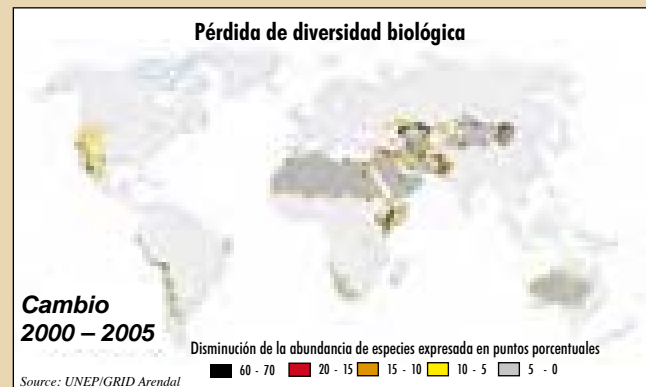 Pérdida de diversidad biológica
Cambio
2000 – 2005
Disminución de la abundancia de especies expresada en puntos porcentuales
60 - 70 20 - 15 15 - 10 10 - 5 5 - 0
Source: UNEP/GRID Arendal